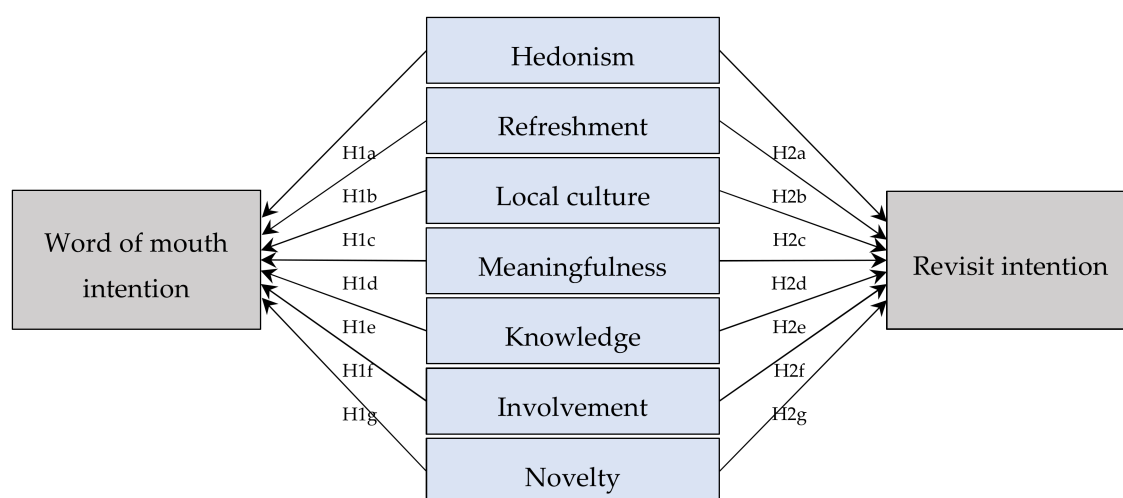 Hedonism
Refreshment
H1a
H2a
Local culture
H1b
H2b
Word of mouth
intention
H1c
H2c
Meaningfulness
Revisit intention
H1d
H2d
Knowledge
H1e
H2e
H1f
H2f
Involvement
H1g
H2g
Novelty